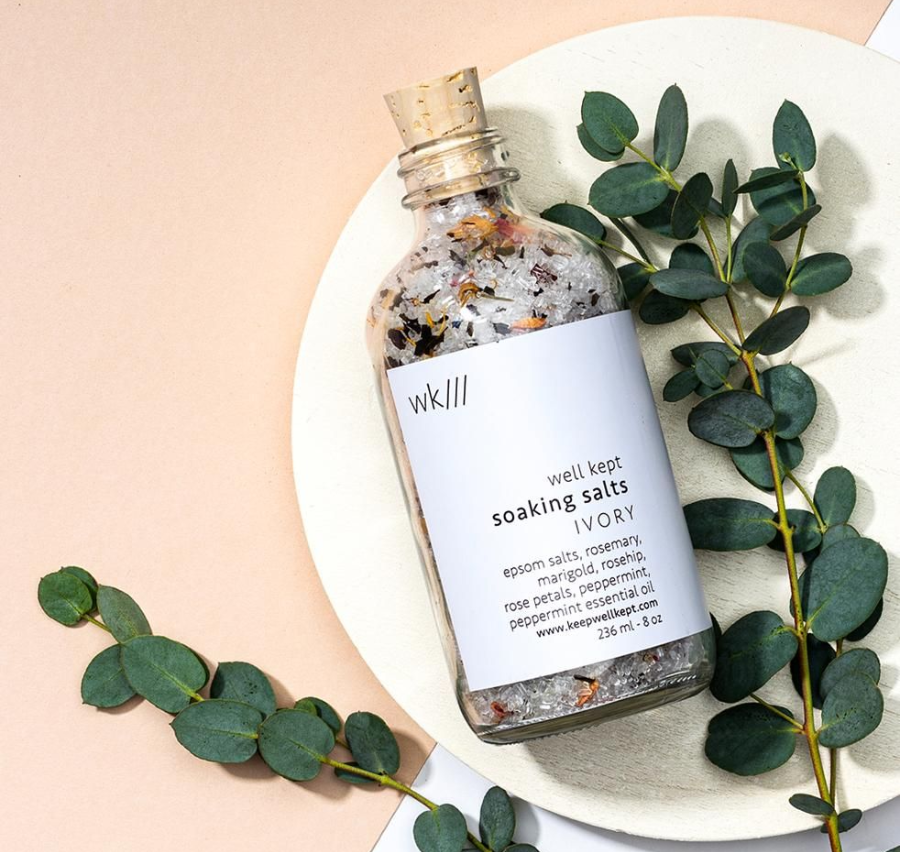 wk///
well kept
soaking salts
IVORY
epsom salts, rosemary,
marigold, rosehip,
rose petals, peppermint,
peppermint essential oil
www.keepwellkept.com
236 ml - 8 oz